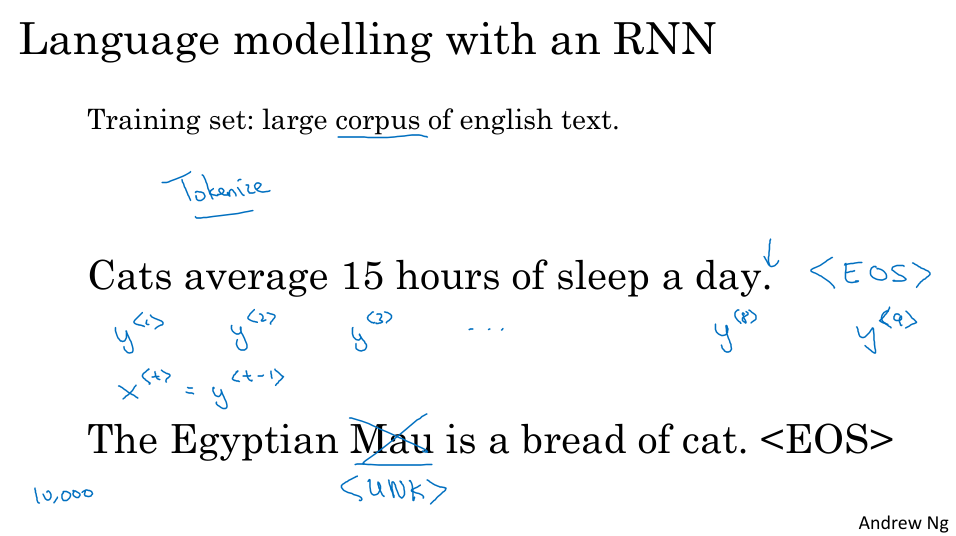 Language modelling with an RNN
Training set: large corpus of english text.
Tokenize
Cats average 15 hours of sleep a day. <EOS>
y<1> y<2> y<3> ... y<8> y<9>
x<t> = y<t-1>
The Egyptian Mau is a bread of cat. <EOS>
10,000 <UNK>
Andrew Ng